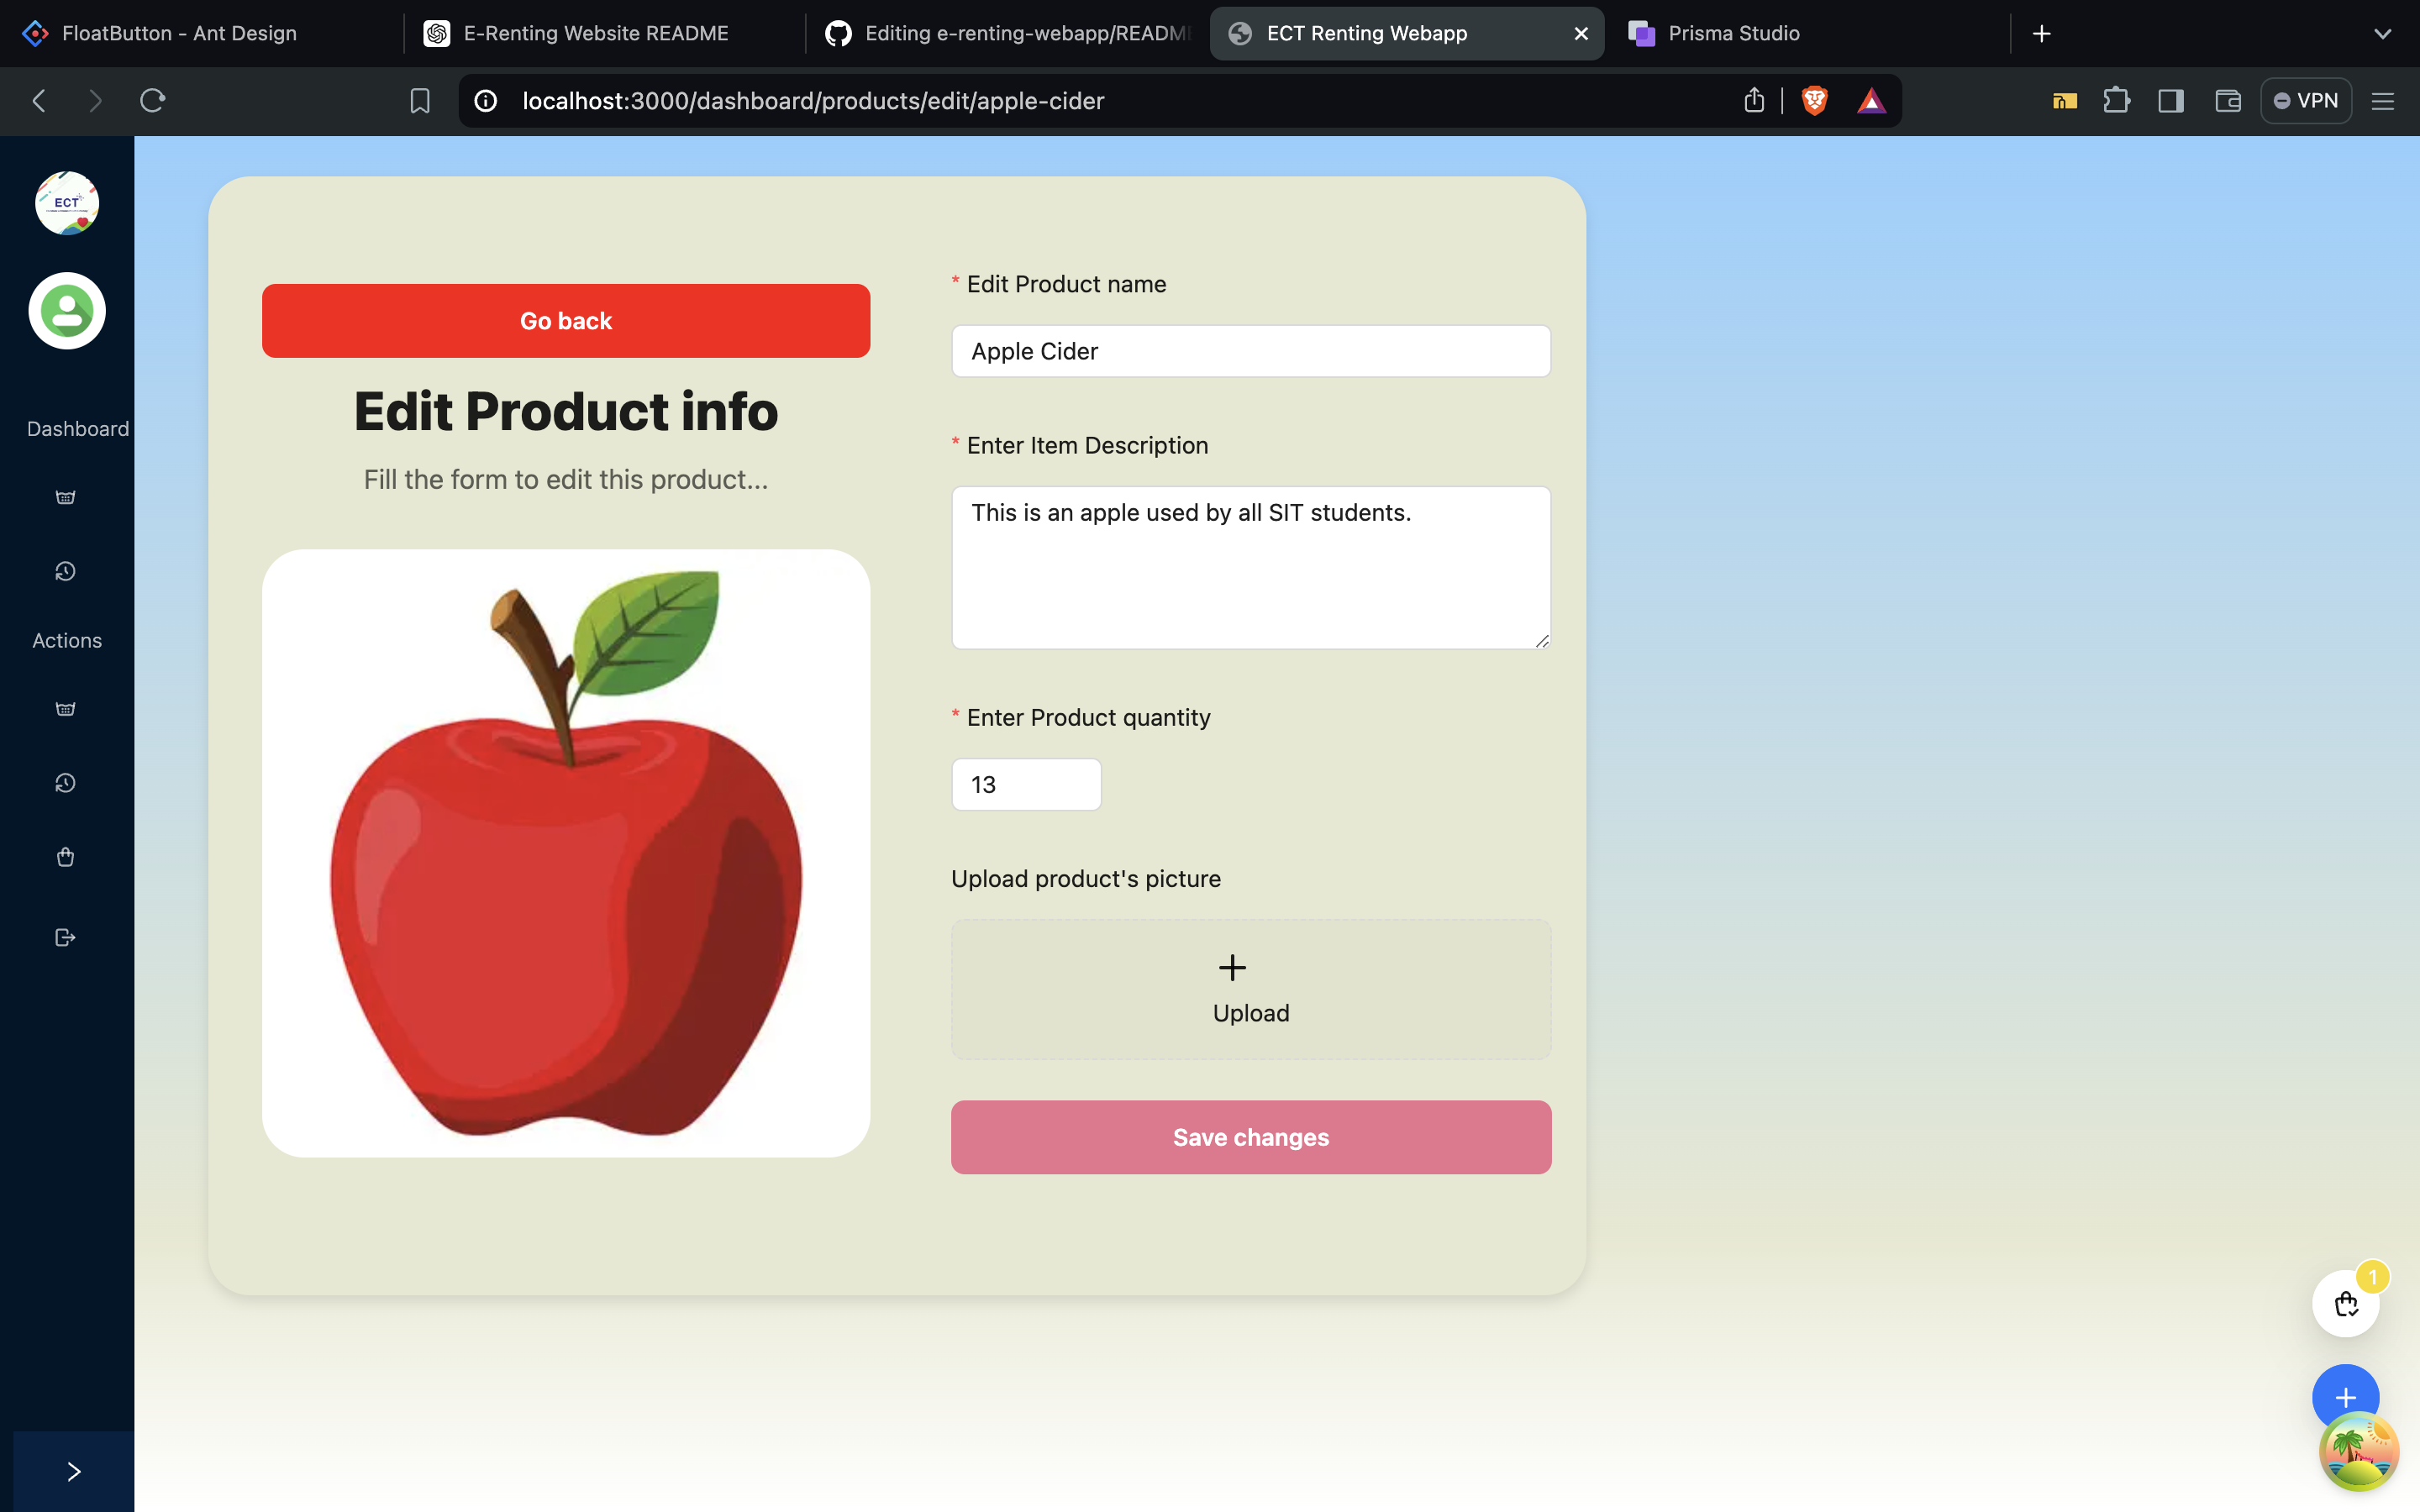 FloatButton - Ant Design
E-Renting Website README
Editing e-renting-webapp/READM
ECT Renting Webapp
Prisma Studio
localhost:3000/dashboard/products/edit/apple-cider
VPN
ECT
Dashboard
Actions
Go back
Edit Product info
Fill the form to edit this product...
* Edit Product name
Apple Cider
* Enter Item Description
This is an apple used by all SIT students.
* Enter Product quantity
13
Upload product's picture
Upload
Save changes
1